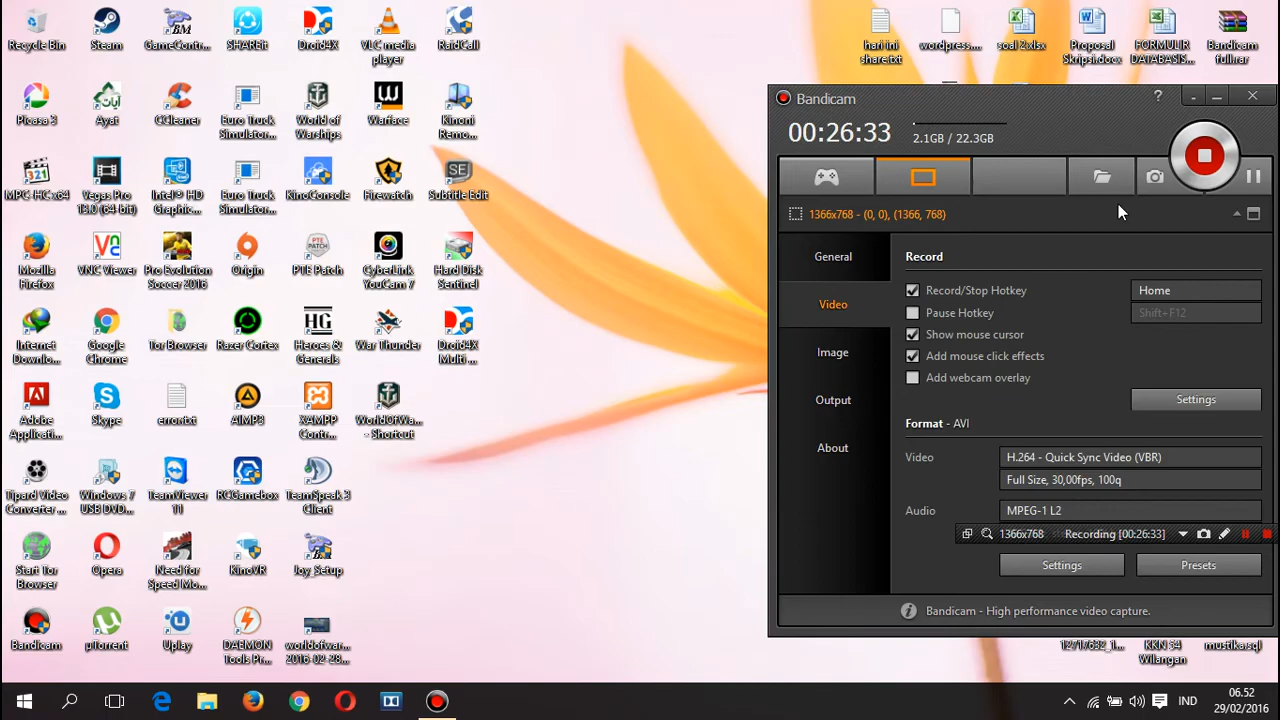 Recycle Bin
Steam
GameContr...
SHAREit
Droid4X
VLC media
player
RaidCall
Picasa 3
Ayat
CCleaner
Euro Truck
Simulator...
World of
Warships
Warface
Kinoni
Remo...
MPC-HC x64
Vegas Pro
13.0 (64-bit)
Intel® HD
Graphic...
Euro Truck
Simulator...
KinoConsole
Firewatch
SE
Subtitle Edit
Mozilla
Firefox
VNC Viewer
Pro Evolution
Soccer 2016
Origin
PTE Patch
CyberLink
YouCam 7
Hard Disk
Sentinel
Internet
Downlo...
Google
Chrome
Tor Browser
Razer Cortex
HG
Heroes &
Generals
War Thunder
Droid4X
Multi ...
Adobe
Applicati...
Skype
errontxt
AIMP3
XAMPP
Contr...
WorldOfWa...
- Shortcut
Tipard Video
Converter ...
Windows 7
USB DVD...
TeamViewer
11
RCGamebox
TeamSpeak 3
Client
Start Tor
Browser
Opera
Need for
Speed Mo...
KinoVR
Joy_Setup
Bandicam
µTorrent
Uplay
DAEMON
Tools Pr...
worldofwar...
2016-02-28...
hari ini
share.txt
wordpress....
soal 2.xlsx
Proposal
Skripsi.docx
FORMULIR
DATABASIS...
Bandicam
full.rar
Bandicam
?
00:26:33
2.1GB / 22.3GB
1366x768 - (0, 0), (1366, 768)
General
Video
Image
Output
About
Record
Record/Stop Hotkey
Home
Pause Hotkey
Shift+F12
Show mouse cursor
Add mouse click effects
Add webcam overlay
Settings
Format - AVI
Video
H.264 - Quick Sync Video (VBR)
Full Size, 30,00fps, 100q
Audio
MPEG-1 L2
1366x768
Recording [00:26:33]
Settings
Presets
Bandicam - High performance video capture.
KKN 54
Wilangan
mustika.sql
IND
06.52
29/02/2016